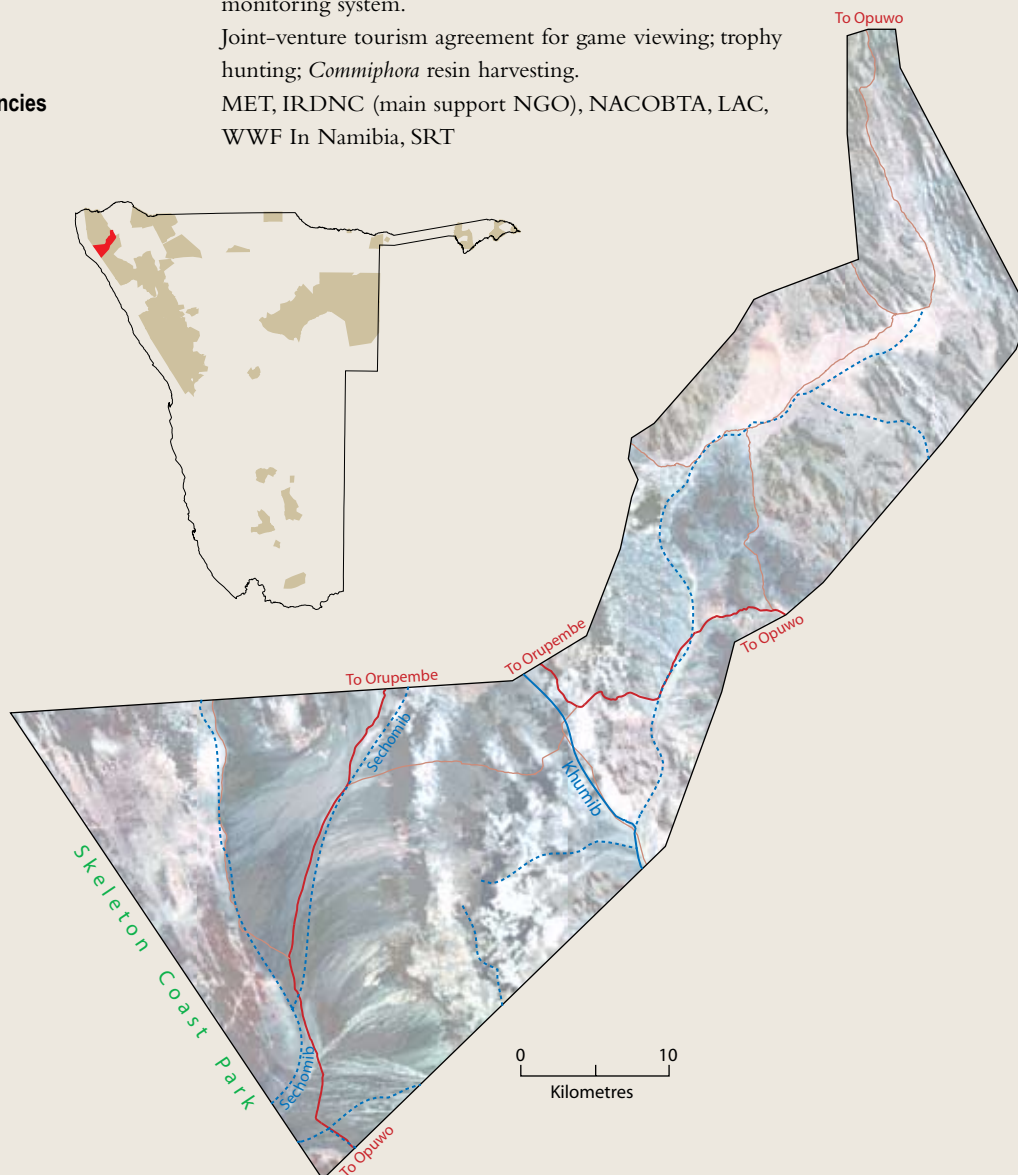 monitoring system.
Joint-venture tourism agreement for game viewing; trophy
hunting; Commiphora resin harvesting.
ncies
MET, IRDNC (main support NGO), NACOBTA, LAC,
WWF In Namibia, SRT
To Opuwo
To Orupembe
To Opuwo
To Orupembe
Sechomib
Khumib
Skeleton Coast Park
Sechomib
0 10
Kilometres
To Opuwo